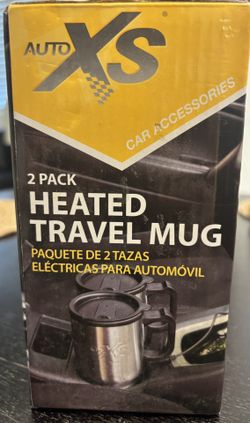 AUTO XS
CAR ACCESSORIES
2 PACK
HEATED
TRAVEL MUG
PAQUETE DE 2 TAZAS
ELÉCTRICAS PARA AUTOMÓVIL